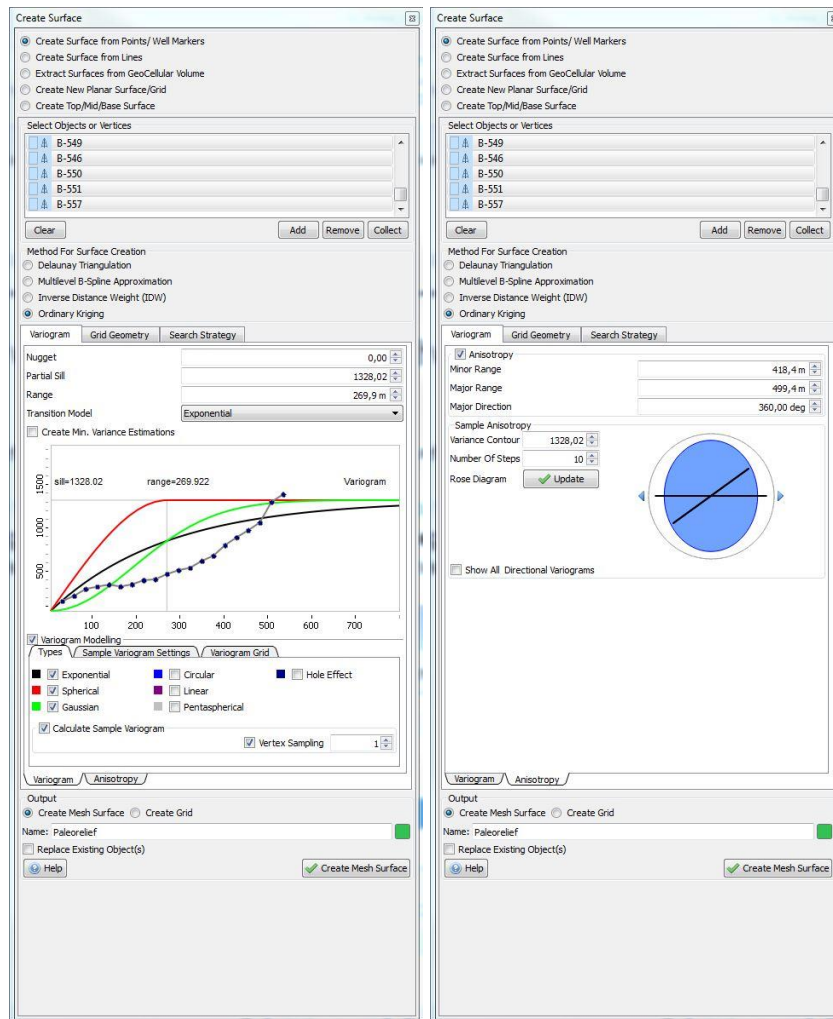 Create Surface
Create Surface from Points/ Well Markers
Create Surface from Lines
Extract Surfaces from GeoCellular Volume
Create New Planar Surface/Grid
Create Top/Mid/Base Surface
Select Objects or Vertices
B-549
B-546
B-550
B-551
B-557
Clear Add Remove Collect
Method For Surface Creation
Delaunay Triangulation
Multilevel B-Spline Approximation
Inverse Distance Weight (IDW)
Ordinary Kriging
Variogram Grid Geometry Search Strategy
Nugget 0,00
Partial Sill 1328,02
Range 269,9 m
Transition Model Exponential
Create Min. Variance Estimations
sill=1328.02 range=269.922 Variogram
1500
1000
500
100 200 300 400 500 600 700
Variogram Modelling
Types Sample Variogram Settings Variogram Grid
Exponential Circular Hole Effect
Spherical Linear
Gaussian Pentaspherical
Calculate Sample Variogram
Vertex Sampling 1
Variogram Anisotropy
Output
Create Mesh Surface Create Grid
Name: Paleorelief
Replace Existing Object(s)
Help Create Mesh Surface
Create Surface
Create Surface from Points/ Well Markers
Create Surface from Lines
Extract Surfaces from GeoCellular Volume
Create New Planar Surface/Grid
Create Top/Mid/Base Surface
Select Objects or Vertices
B-549
B-546
B-550
B-551
B-557
Clear Add Remove Collect
Method For Surface Creation
Delaunay Triangulation
Multilevel B-Spline Approximation
Inverse Distance Weight (IDW)
Ordinary Kriging
Variogram Grid Geometry Search Strategy
Anisotropy
Minor Range 418,4 m
Major Range 499,4 m
Major Direction 360,00 deg
Sample Anisotropy
Variance Contour 1328,02
Number Of Steps 10
Rose Diagram Update
Show All Directional Variograms
Variogram Anisotropy
Output
Create Mesh Surface Create Grid
Name: Paleorelief
Replace Existing Object(s)
Help Create Mesh Surface